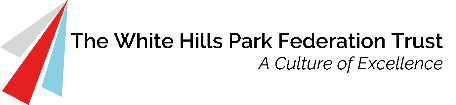 The White Hills Park Federation Trust
A Culture of Excellence